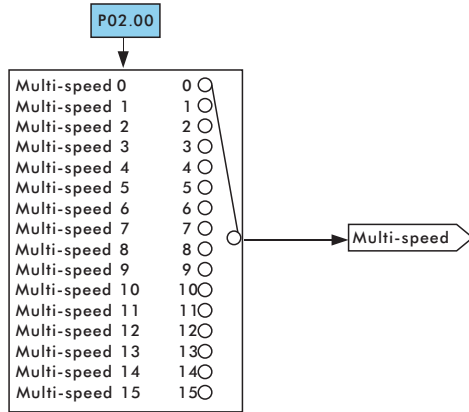 P02.00
Multi-speed 0 0
Multi-speed 1 1
Multi-speed 2 2
Multi-speed 3 3
Multi-speed 4 4
Multi-speed 5 5
Multi-speed 6 6
Multi-speed 7 7
Multi-speed 8 8
Multi-speed 9 9
Multi-speed 10 10
Multi-speed 11 11
Multi-speed 12 12
Multi-speed 13 13
Multi-speed 14 14
Multi-speed 15 15
Multi-speed